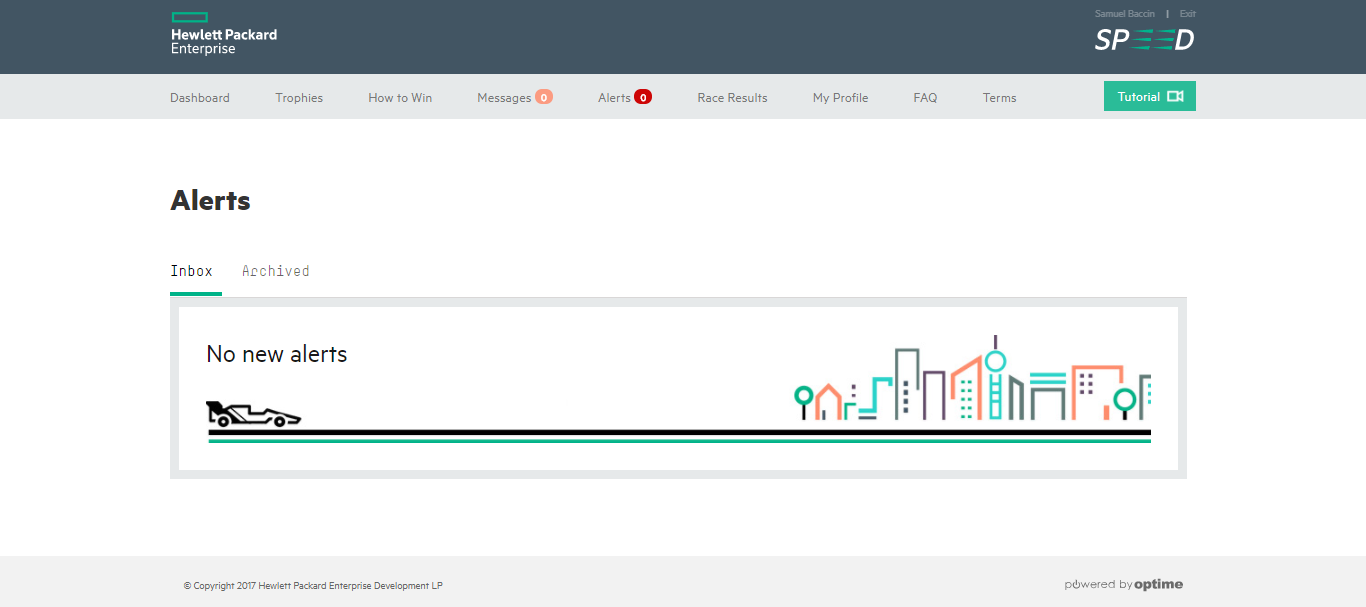 Hewlett Packard
Enterprise
Samuel Baccin | Exit
SPEED
Dashboard Trophies How to Win Messages 0 Alerts 0 Race Results My Profile FAQ Terms Tutorial
Alerts
Inbox Archived
No new alerts
© Copyright 2017 Hewlett Packard Enterprise Development LP
powered by optime